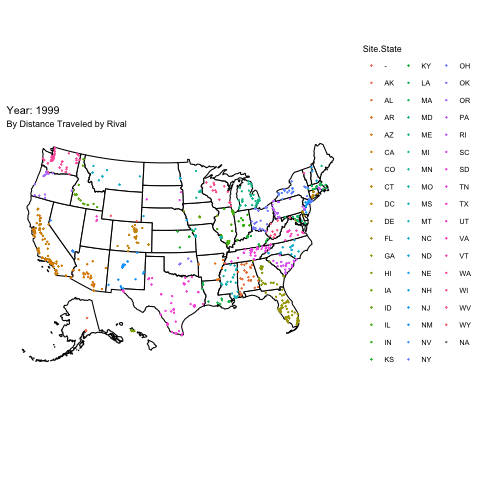 Site.State
- KY OH
AK LA OK
AL MA OR
AR MD PA
AZ ME RI
CA MI SC
CO MN SD
CT MO TN
DC MS TX
DE MT UT
FL NC VA
GA ND VT
HI NE WA
IA NH WI
ID NJ WV
IL NM WY
IN NV NA
KS NY
Year: 1999
By Distance Traveled by Rival